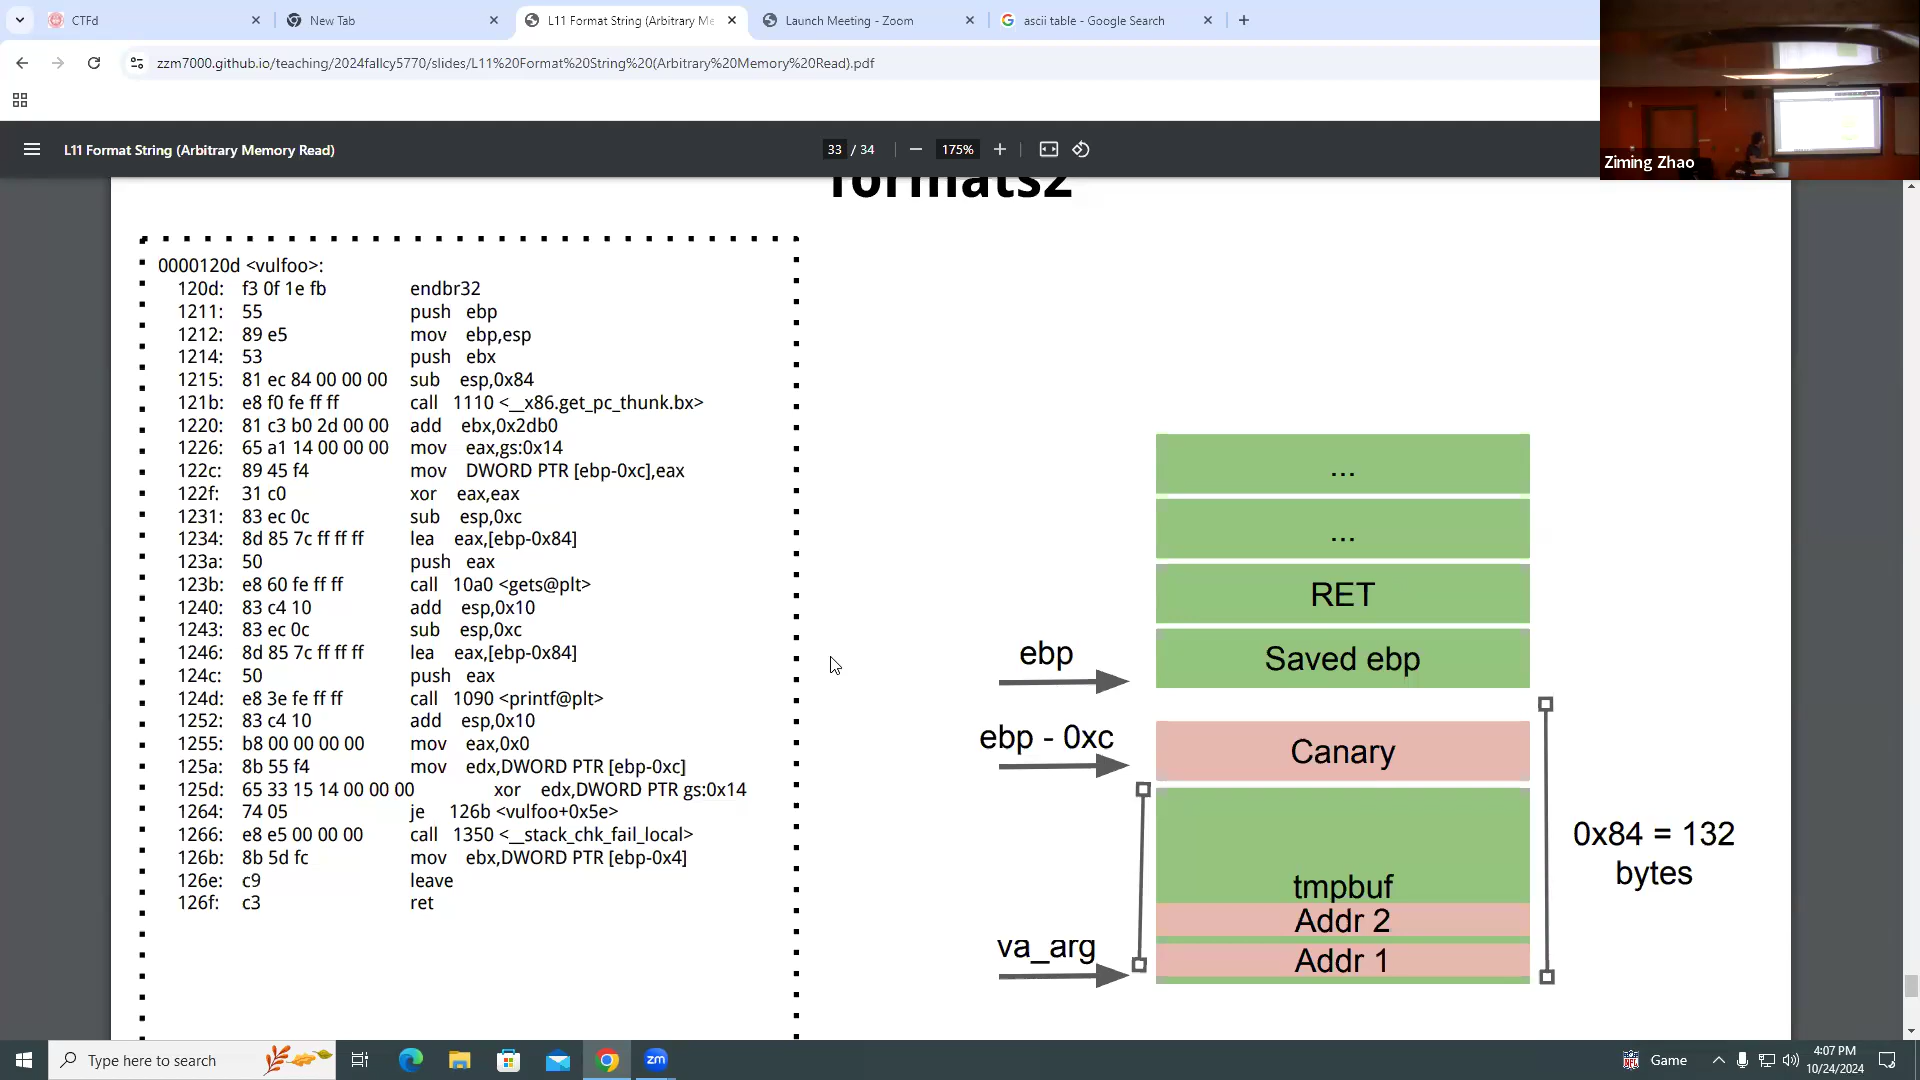 CTFd
New Tab
L11 Format String (Arbitrary Me
Launch Meeting - Zoom
ascii table - Google Search
zzm7000.github.io/teaching/2024fallcy5770/slides/L11%20Format%20String%20(Arbitrary%20Memory%20Read).pdf
L11 Format String (Arbitrary Memory Read)
33 / 34
175%
Ziming Zhao
formats2
0000120d <vulfoo>:
120d: f3 0f 1e fb endbr32
1211: 55 push ebp
1212: 89 e5 mov ebp,esp
1214: 53 push ebx
1215: 81 ec 84 00 00 00 sub esp,0x84
121b: e8 f0 fe ff ff call 1110 <__x86.get_pc_thunk.bx>
1220: 81 c3 b0 2d 00 00 add ebx,0x2db0
1226: 65 a1 14 00 00 00 mov eax,gs:0x14
122c: 89 45 f4 mov DWORD PTR [ebp-0xc],eax
122f: 31 c0 xor eax,eax
1231: 83 ec 0c sub esp,0xc
1234: 8d 85 7c ff ff ff lea eax,[ebp-0x84]
123a: 50 push eax
123b: e8 60 fe ff ff call 10a0 <gets@plt>
1240: 83 c4 10 add esp,0x10
1243: 83 ec 0c sub esp,0xc
1246: 8d 85 7c ff ff ff lea eax,[ebp-0x84]
124c: 50 push eax
124d: e8 3e fe ff ff call 1090 <printf@plt>
1252: 83 c4 10 add esp,0x10
1255: b8 00 00 00 00 mov eax,0x0
125a: 8b 55 f4 mov edx,DWORD PTR [ebp-0xc]
125d: 65 33 15 14 00 00 00 xor edx,DWORD PTR gs:0x14
1264: 74 05 je 126b <vulfoo+0x5e>
1266: e8 e5 00 00 00 call 1350 <__stack_chk_fail_local>
126b: 8b 5d fc mov ebx,DWORD PTR [ebp-0x4]
126e: c9 leave
126f: c3 ret
...
...
RET
ebp
Saved ebp
ebp - 0xc
Canary
0x84 = 132
bytes
tmpbuf
Addr 2
va_arg
Addr 1
Type here to search
zm
NFL
Game
4:07 PM
10/24/2024